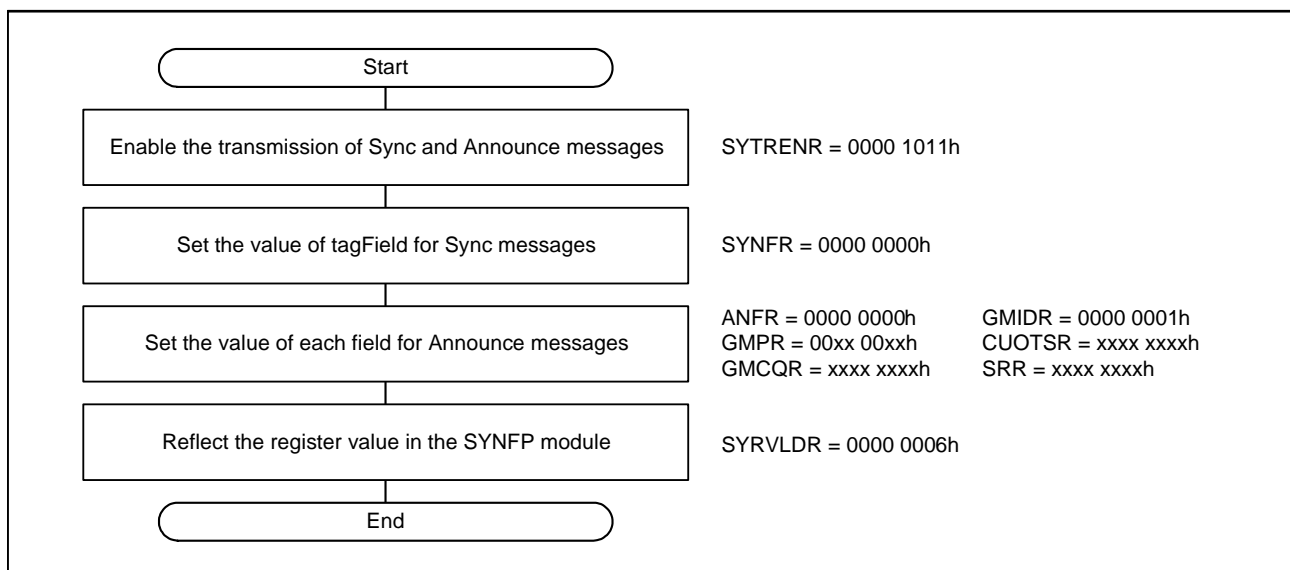 Start
Enable the transmission of Sync and Announce messages SYTRENR = 0000 1011h
Set the value of tagField for Sync messages SYNFR = 0000 0000h
ANFR = 0000 0000h GMIDR = 0000 0001h
Set the value of each field for Announce messages GMPR = 00xx 00xxh CUOTSR = xxxx xxxxh
GMCQR = xxxx xxxxh SRR = xxxx xxxxh
Reflect the register value in the SYNFP module SYRVLDR = 0000 0006h
End